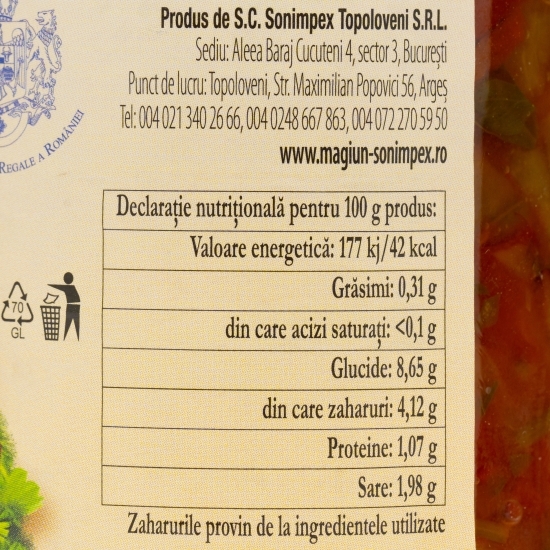 Produs de S.C. Sonimpex Topoloveni S.R.L.
Sediu: Aleea Baraj Cucuteni 4, sector 3, București
Punct de lucru: Topoloveni, Str. Maximilian Popovici 56, Argeș
Tel: 004 021 340 26 66, 004 0248 667 863, 004 072 270 59 50
www.magiun-sonimpex.ro
REGALE A ROMÂNIEI
Declarație nutrițională pentru 100 g produs:
Valoare energetică: 177 kj/42 kcal
Grăsimi: 0,31 g
din care acizi saturați: <0,1 g
Glucide: 8,65 g
din care zaharuri: 4,12 g
Proteine: 1,07 g
Sare: 1,98 g
70
GL
Zaharurile provin de la ingredientele utilizate